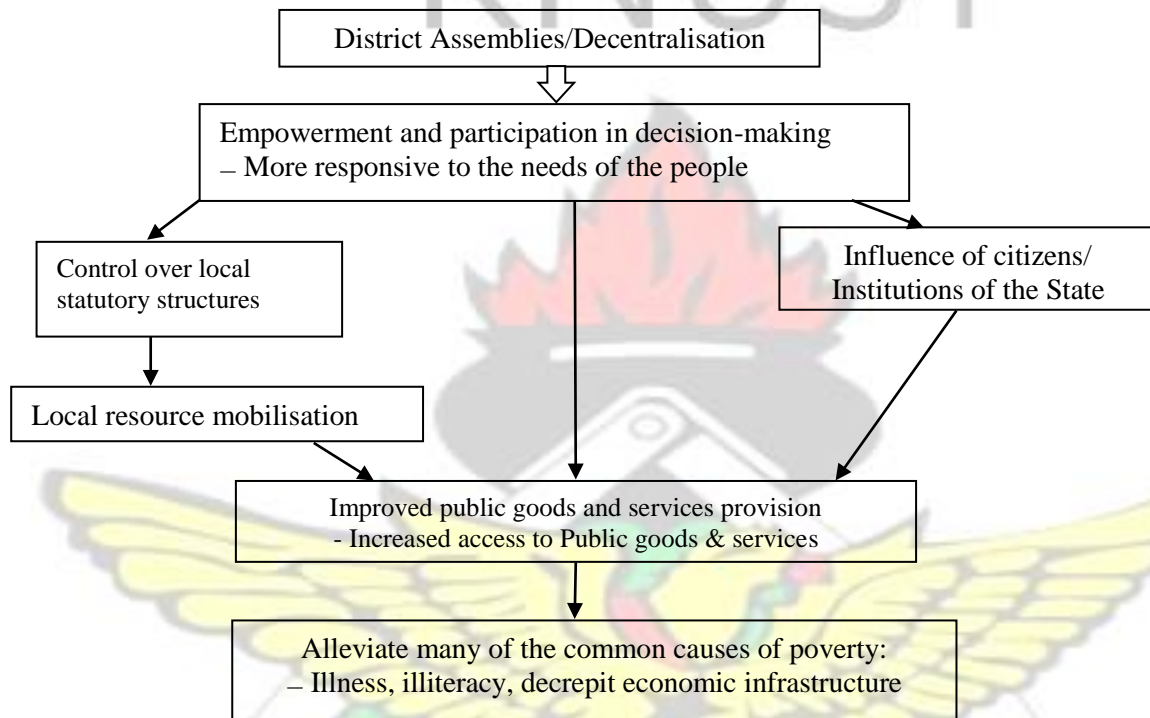 KNUST
District Assemblies/Decentralisation
Empowerment and participation in decision-making
– More responsive to the needs of the people
Control over local
statutory structures
Influence of citizens/
Institutions of the State
Local resource mobilisation
Improved public goods and services provision
- Increased access to Public goods & services
Alleviate many of the common causes of poverty:
– Illness, illiteracy, decrepit economic infrastructure